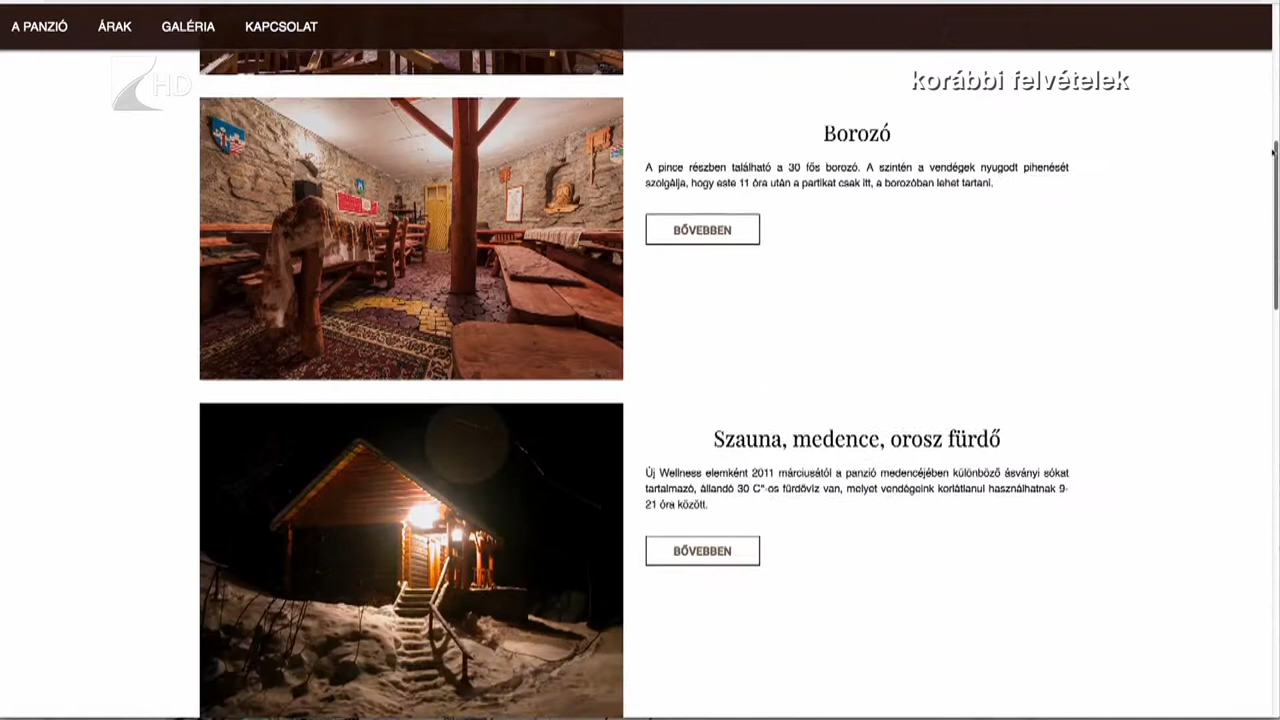 A PANZIÓ ÁRAK GALÉRIA KAPCSOLAT
HD
korábbi felvételek
Borozó
A pince részben található a 30 fős borozó. A szintén a vendégek nyugodt pihenését
szolgálja, hogy este 11 óra után a partikat csak itt, a borozóban lehet tartani.
BŐVEBBEN
Szauna, medence, orosz fürdő
Új Wellness elemként 2011 márciusától a panzió medencéjében különböző ásványi sókat
tartalmazó, állandó 30 C°-os fürdővíz van, melyet vendégeink korlátlanul használhatnak 9-
21 óra között.
BŐVEBBEN